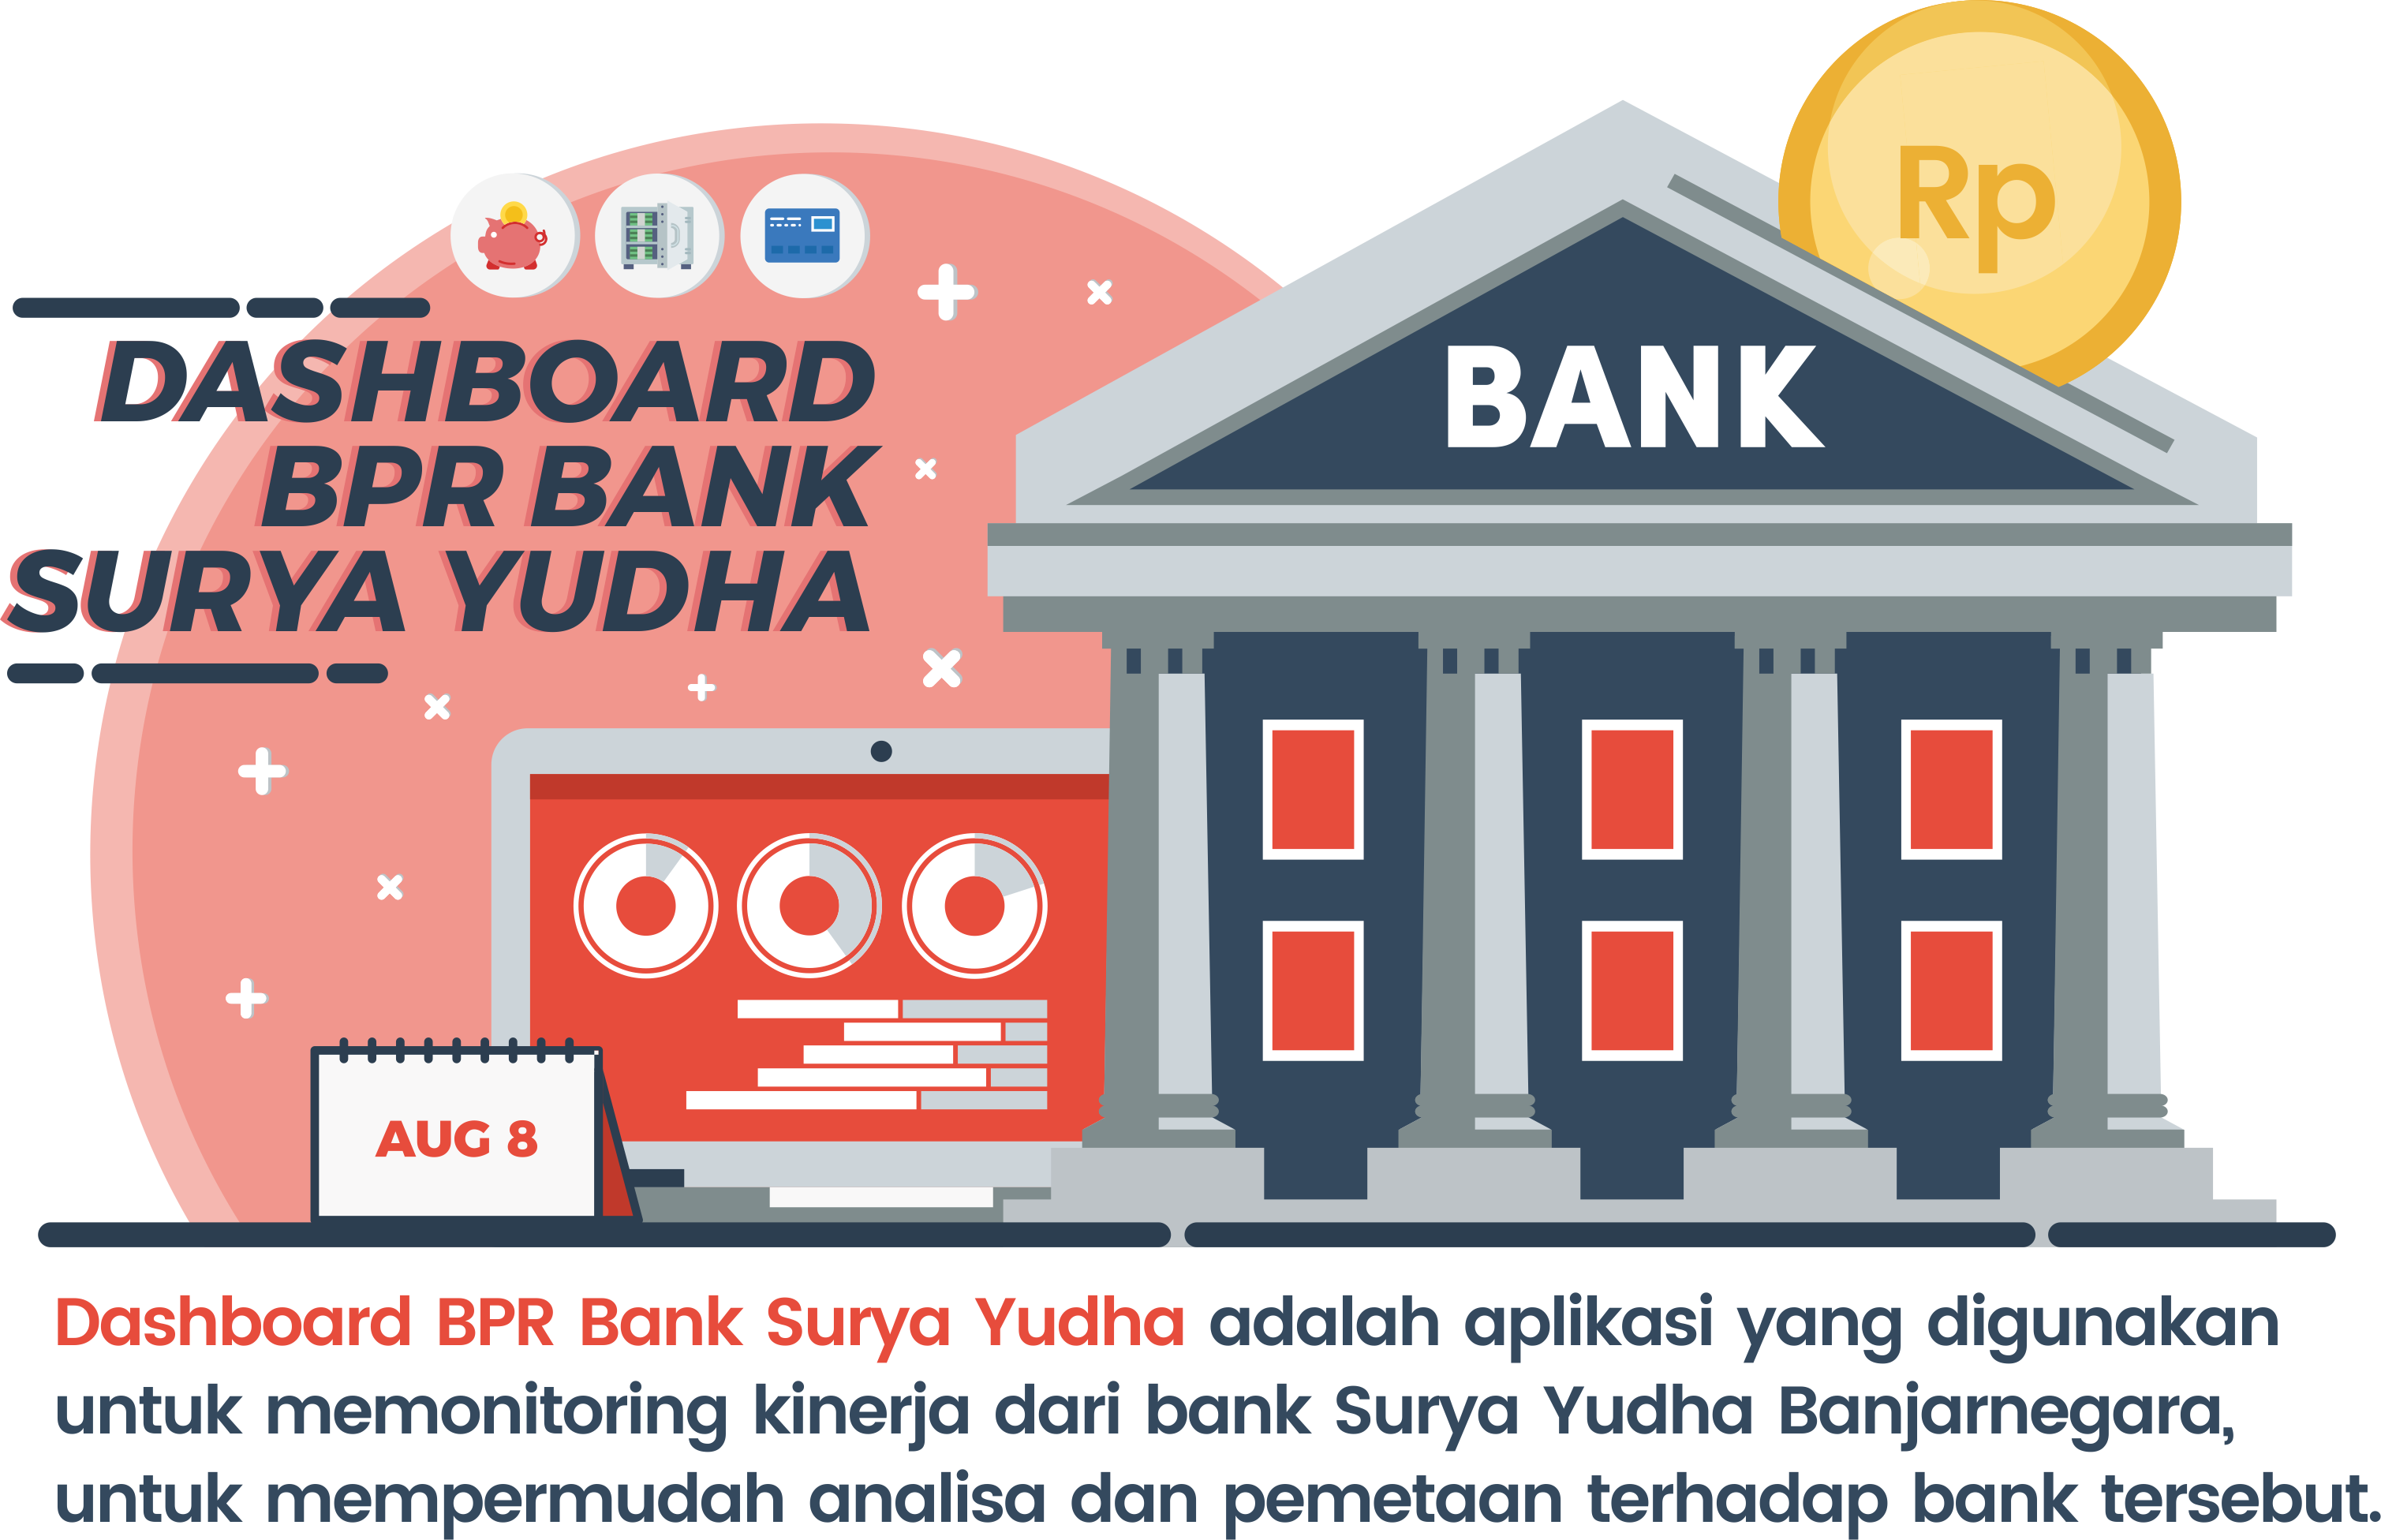 DASHBOARD
BPR BANK
SURYA YUDHA
Rp
BANK
AUG 8
Dashboard BPR Bank Surya Yudha adalah aplikasi yang digunakan
untuk memonitoring kinerja dari bank Surya Yudha Banjarnegara,
untuk mempermudah analisa dan pemetaan terhadap bank tersebut.